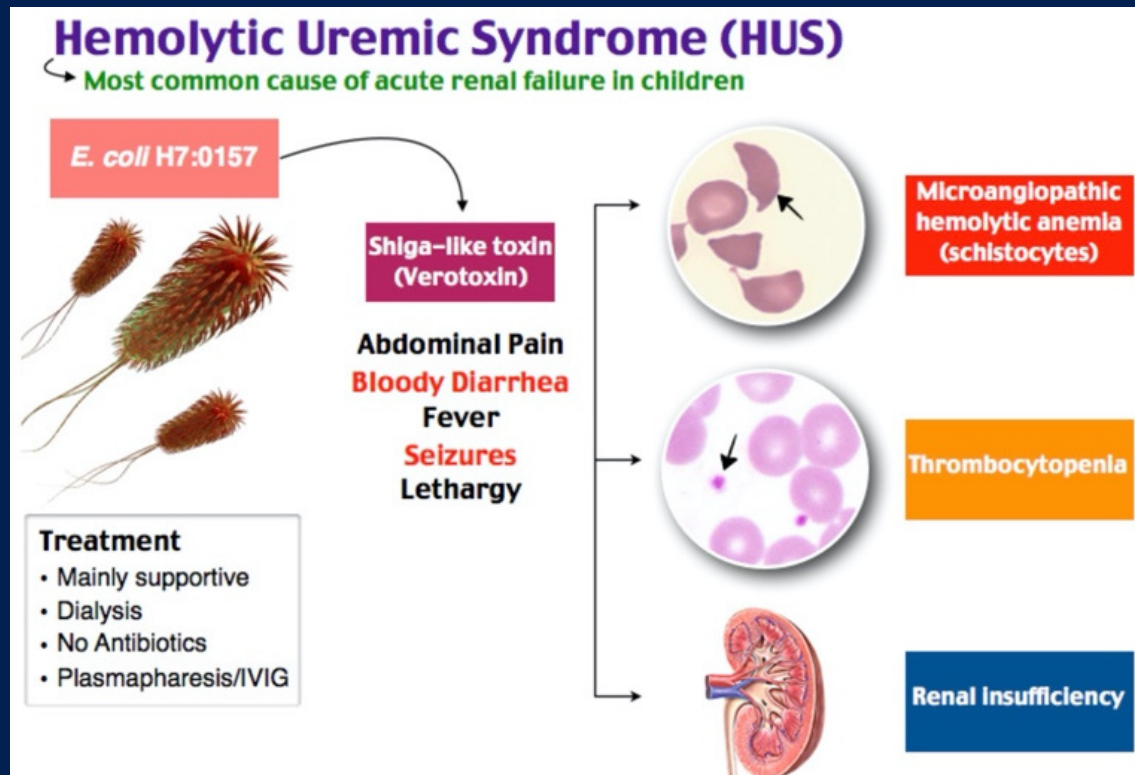 Hemolytic Uremic Syndrome (HUS)
Most common cause of acute renal failure in children
E. coli H7:0157
Shiga-like toxin
(Verotoxin)
Abdominal Pain
Bloody Diarrhea
Fever
Seizures
Lethargy
Treatment
• Mainly supportive
• Dialysis
• No Antibiotics
• Plasmapharesis/IVIG
Microangiopathic
hemolytic anemia
(schistocytes)
Thrombocytopenia
Renal insufficiency